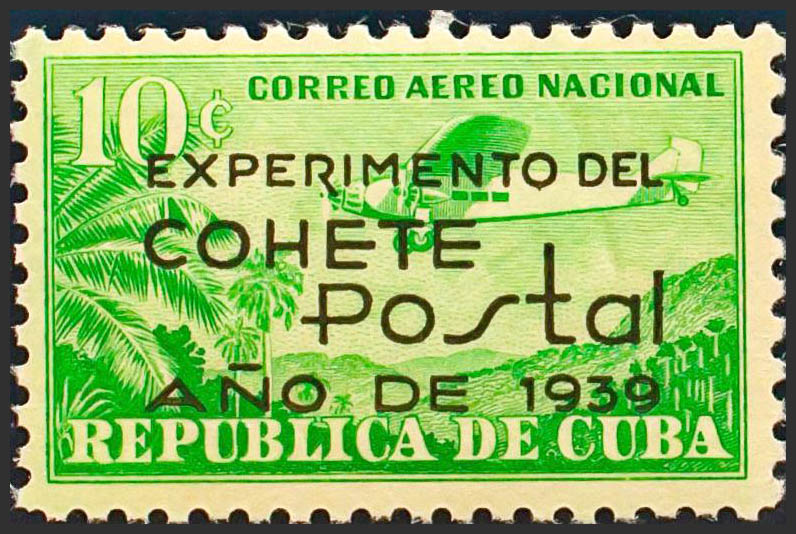 10¢
CORREO AEREO NACIONAL
EXPERIMENTO DEL
COHETE
Postal
AÑO DE 1939
REPUBLICA DE CUBA